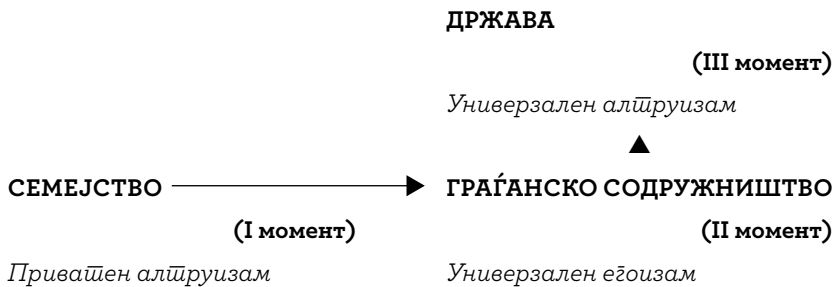 ДРЖАВА
(III момент)
Универзален алтруизам
СЕМЕЈСТВО
ГРАЃАНСКО СОДРУЖНИШТВО
(I момент)
(II момент)
Приватен алтруизам
Универзален егоизам